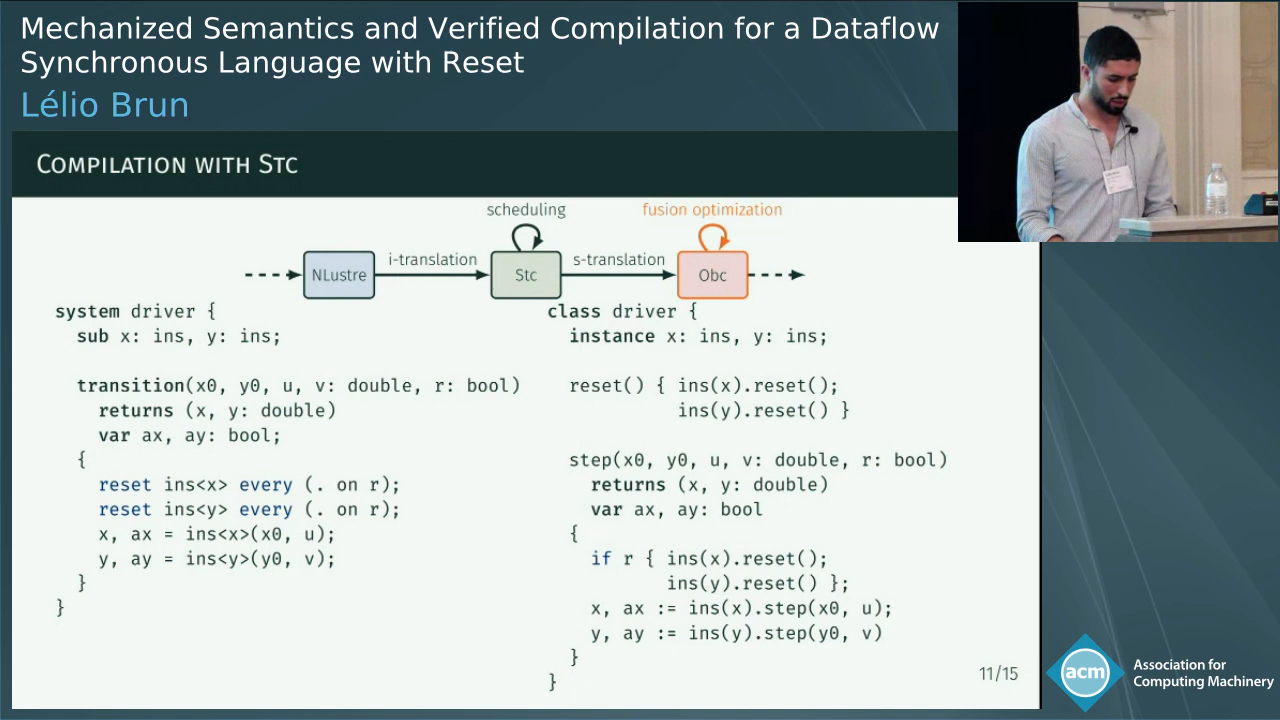 Mechanized Semantics and Verified Compilation for a Dataflow
Synchronous Language with Reset
Lélio Brun
Compilation with Stc
scheduling
fusion optimization
NLustre
i-translation
Stc
s-translation
Obc
system driver {
sub x: ins, y: ins;
transition(x0, y0, u, v: double, r: bool)
returns (x, y: double)
var ax, ay: bool;
{
reset ins<x> every (. on r);
reset ins<y> every (. on r);
x, ax = ins<x>(x0, u);
y, ay = ins<y>(y0, v);
}
}
class driver {
instance x: ins, y: ins;
reset() { ins(x).reset();
ins(y).reset() }
step(x0, y0, u, v: double, r: bool)
returns (x, y: double)
var ax, ay: bool
{
if r { ins(x).reset();
ins(y).reset() };
x, ax := ins(x).step(x0, u);
y, ay := ins(y).step(y0, v)
}
}
11/15
acm
Association for
Computing Machinery